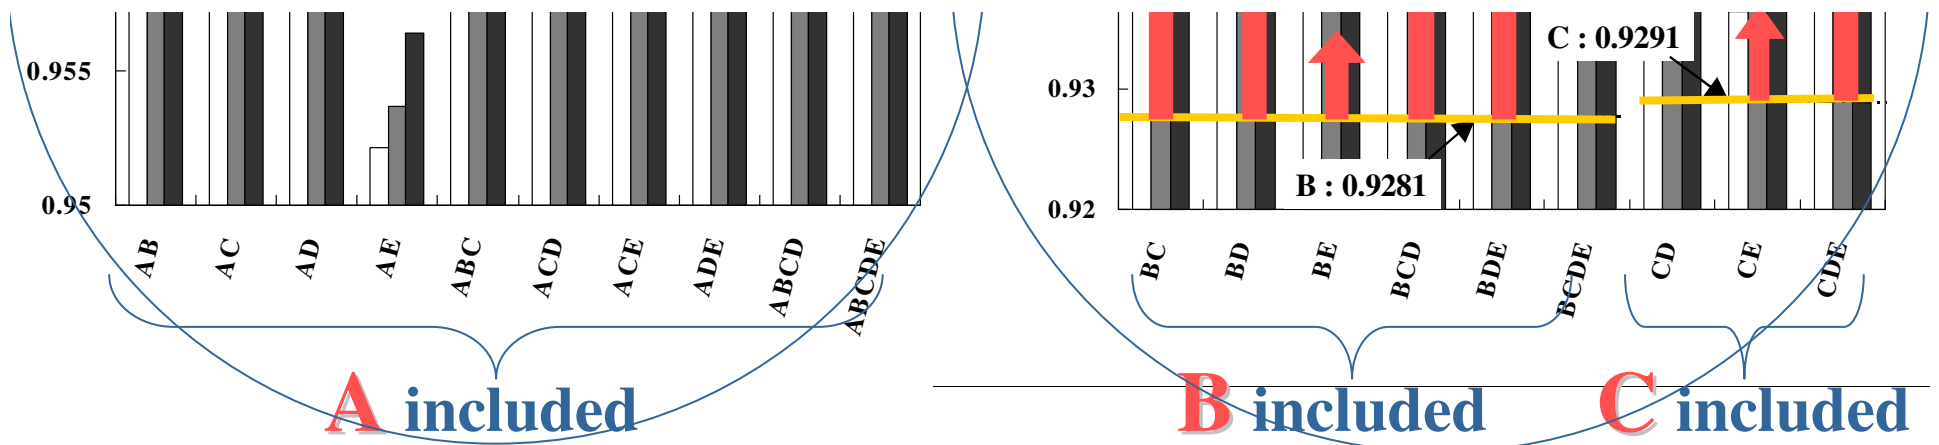 0.955
0.95
AB
AC
AD
AE
ABC
ACD
ACE
ADE
ABCD
ABCDE
A included
C : 0.9291
0.93
B : 0.9281
0.92
BC
BD
BE
BCD
BDE
BCDE
CD
CE
CDE
B included
C included